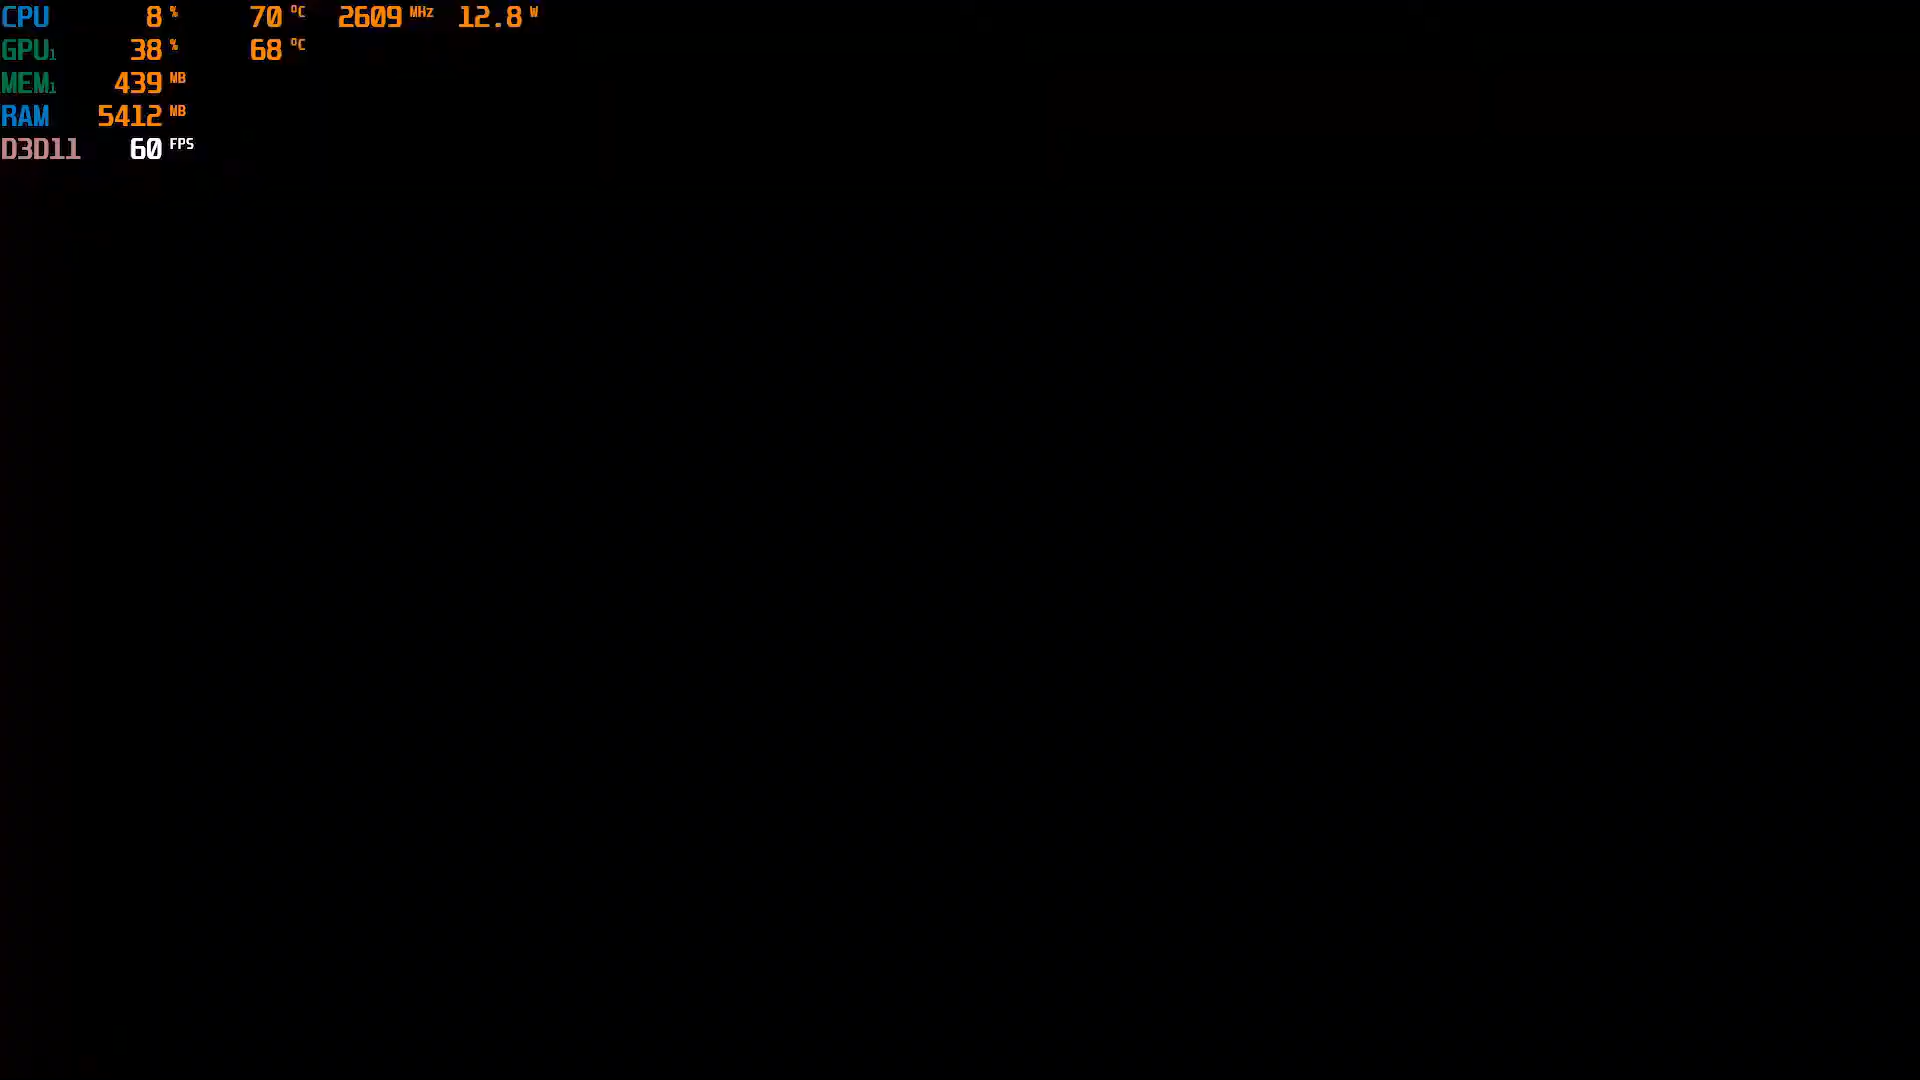 CPU 8 % 70 °C 2609 MHz 12.8 W
GPU1 38 % 68 °C
MEM1 439 MB
RAM 5412 MB
D3D11 60 FPS